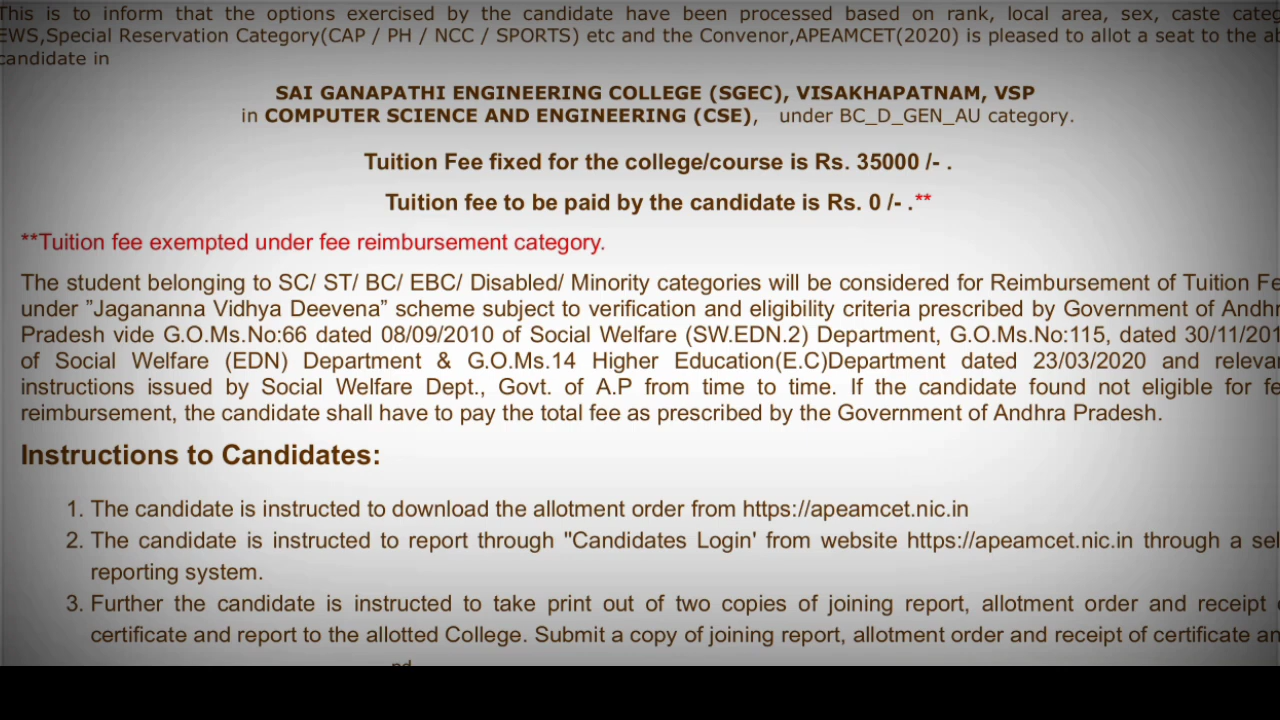 This is to inform that the options exercised by the candidate have been processed based on rank, local area, sex, caste categ
EWS,Special Reservation Category(CAP / PH / NCC / SPORTS) etc and the Convenor,APEAMCET(2020) is pleased to allot a seat to the ab
candidate in
SAI GANAPATHI ENGINEERING COLLEGE (SGEC), VISAKHAPATNAM, VSP
in COMPUTER SCIENCE AND ENGINEERING (CSE), under BC_D_GEN_AU category.
Tuition Fee fixed for the college/course is Rs. 35000 /- .
Tuition fee to be paid by the candidate is Rs. 0 /- .**
**Tuition fee exempted under fee reimbursement category.
The student belonging to SC/ ST/ BC/ EBC/ Disabled/ Minority categories will be considered for Reimbursement of Tuition Fe
under ”Jagananna Vidhya Deevena” scheme subject to verification and eligibility criteria prescribed by Government of Andhr
Pradesh vide G.O.Ms.No:66 dated 08/09/2010 of Social Welfare (SW.EDN.2) Department, G.O.Ms.No:115, dated 30/11/201
of Social Welfare (EDN) Department & G.O.Ms.14 Higher Education(E.C)Department dated 23/03/2020 and relevan
instructions issued by Social Welfare Dept., Govt. of A.P from time to time. If the candidate found not eligible for fe
reimbursement, the candidate shall have to pay the total fee as prescribed by the Government of Andhra Pradesh.
Instructions to Candidates:
1. The candidate is instructed to download the allotment order from https://apeamcet.nic.in
2. The candidate is instructed to report through "Candidates Login' from website https://apeamcet.nic.in through a sel
reporting system.
3. Further the candidate is instructed to take print out of two copies of joining report, allotment order and receipt
certificate and report to the allotted College. Submit a copy of joining report, allotment order and receipt of certificate an
nd